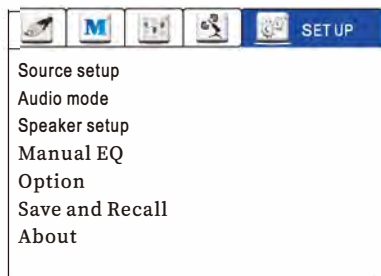 M
SETUP
Source setup
Audio mode
Speaker setup
Manual EQ
Option
Save and Recall
About